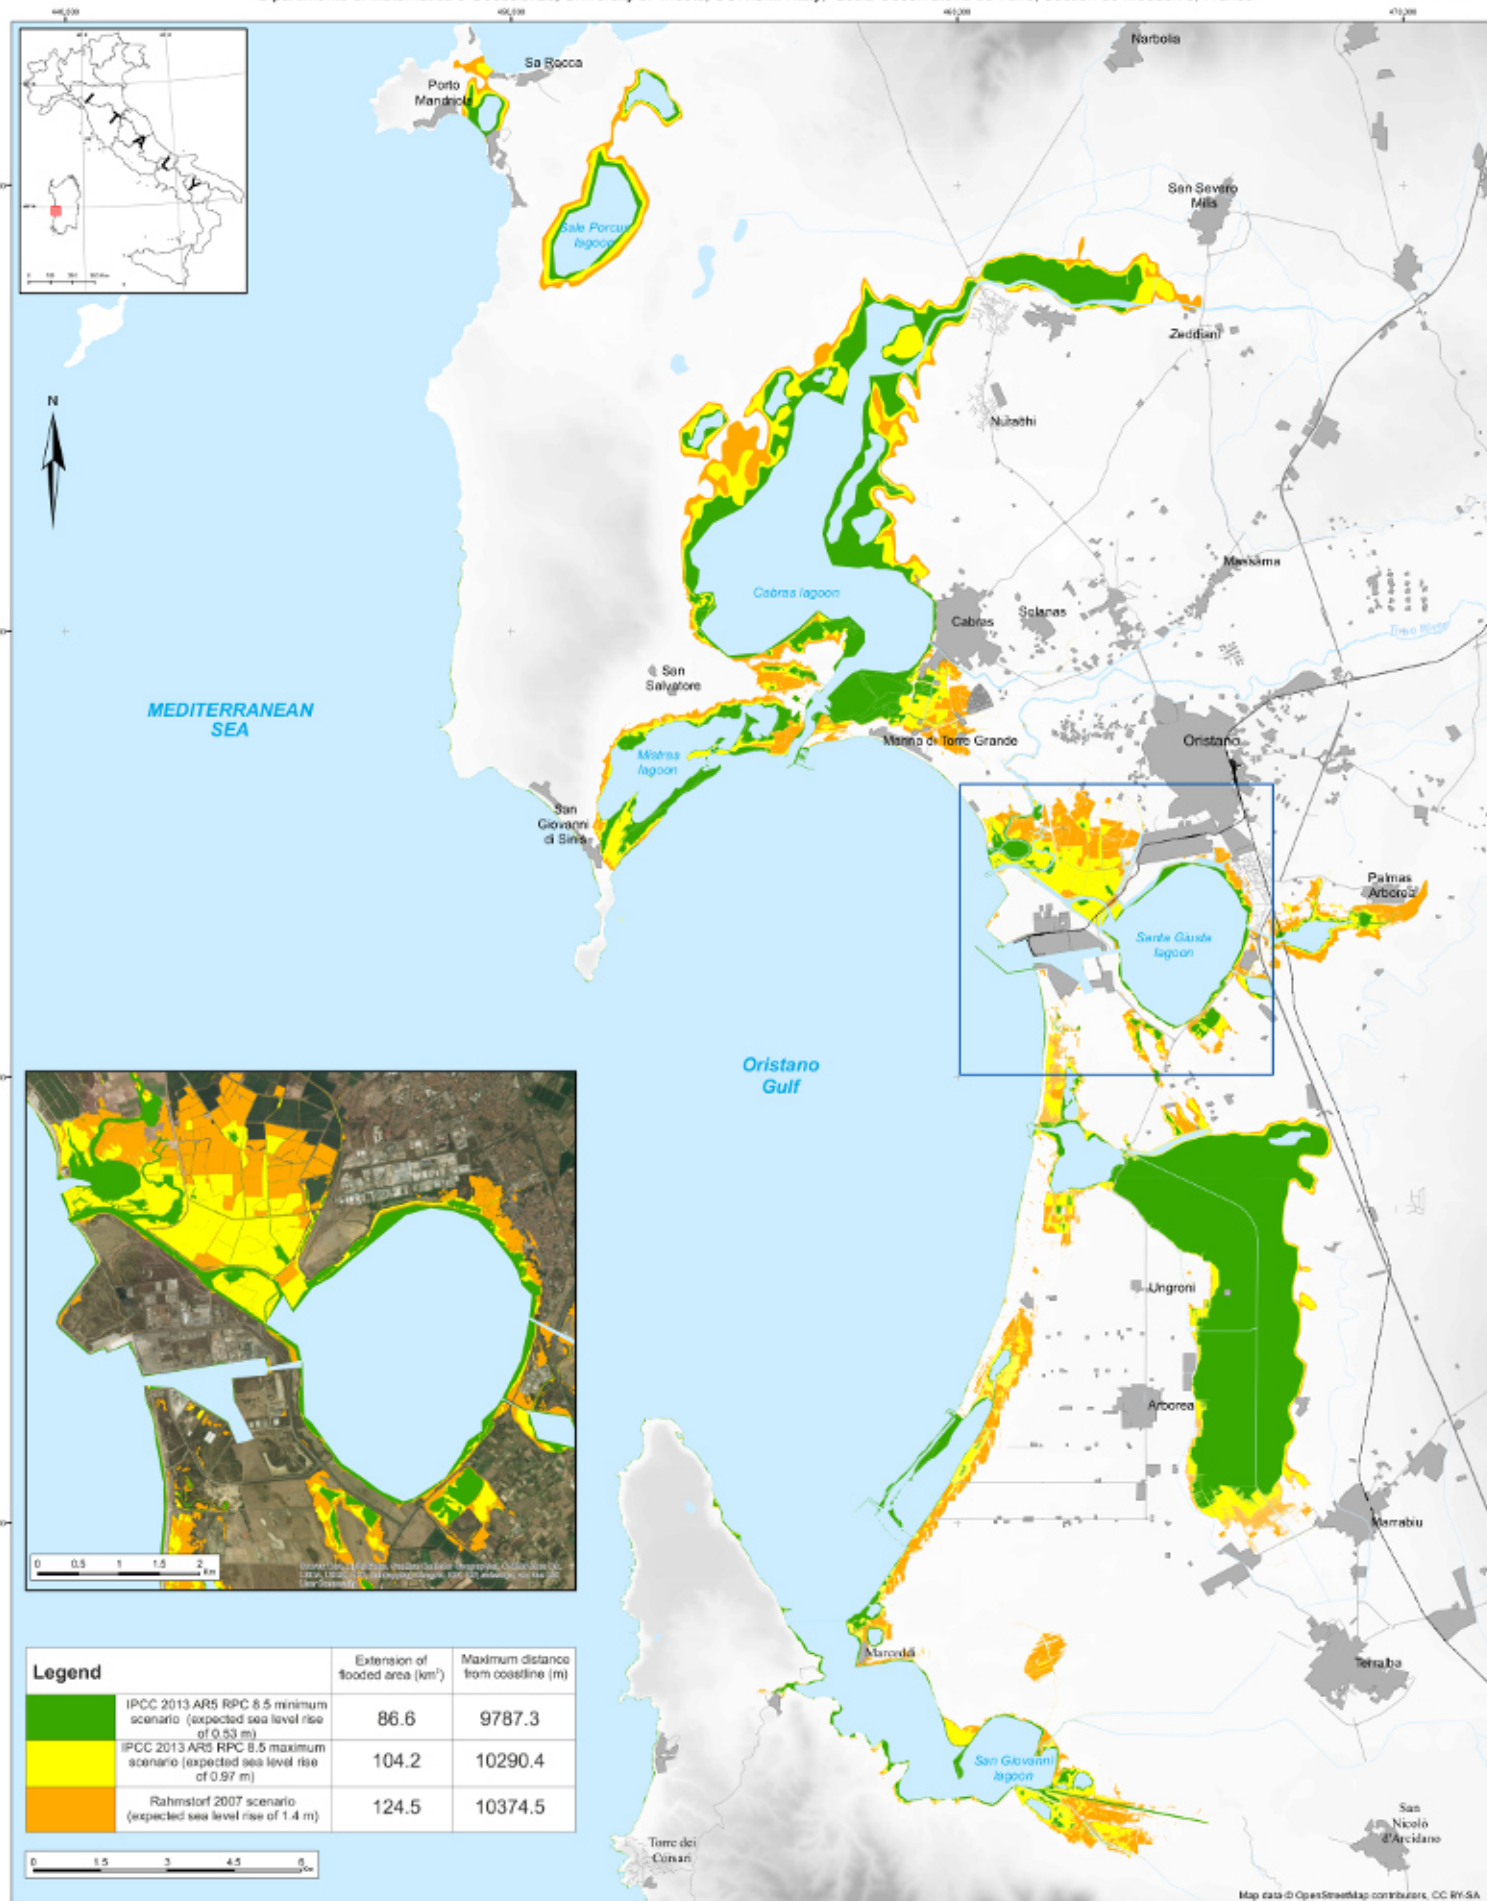 Narbolia
Sa Rocca
Porto
Mandriola
ITALY
San Severo
Milis
Sale Porcus
lagoon
Zeddiani
N
Nurachi
Massama
Cabras lagoon
Solanas
Cabras
Tirso River
San
Salvatore
MEDITERRANEAN
SEA
Oristano
Marina di Torre Grande
Mistras
lagoon
San
Giovanni
di Sinis
Palmas
Arborea
Santa Giusta
lagoon
Oristano
Gulf
Ungroni
Arborea
Marrabiu
0 0.5 1 1.5 2
Km
Marceddì
Terralba
Legend
Extension of
flooded area (km²)
Maximum distance
from coastline (m)
IPCC 2013 AR5 RPC 8.5 minimum
scenario (expected sea level rise
of 0.53 m)
86.6
9787.3
IPCC 2013 AR5 RPC 8.5 maximum
scenario (expected sea level rise
of 0.97 m)
104.2
10290.4
Rahmstorf 2007 scenario
(expected sea level rise of 1.4 m)
124.5
10374.5
San Giovanni
lagoon
San
Nicolò
d'Arcidano
Torre dei
Corsari
0 1.5 3 4.5 6
Km
Map data © OpenStreetMap contributors, CC BY-SA